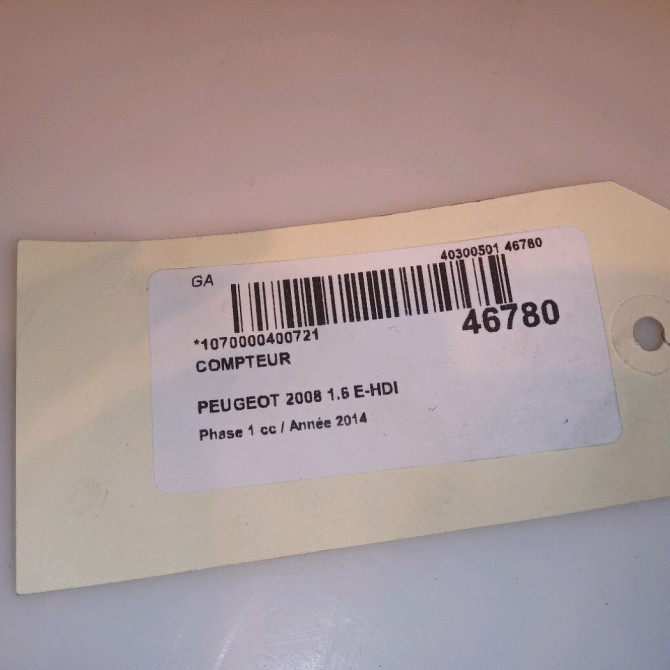 GA
40300501 46780
46780
*1070000400721
COMPTEUR
PEUGEOT 2008 1.6 E-HDI
Phase 1 cc / Année 2014